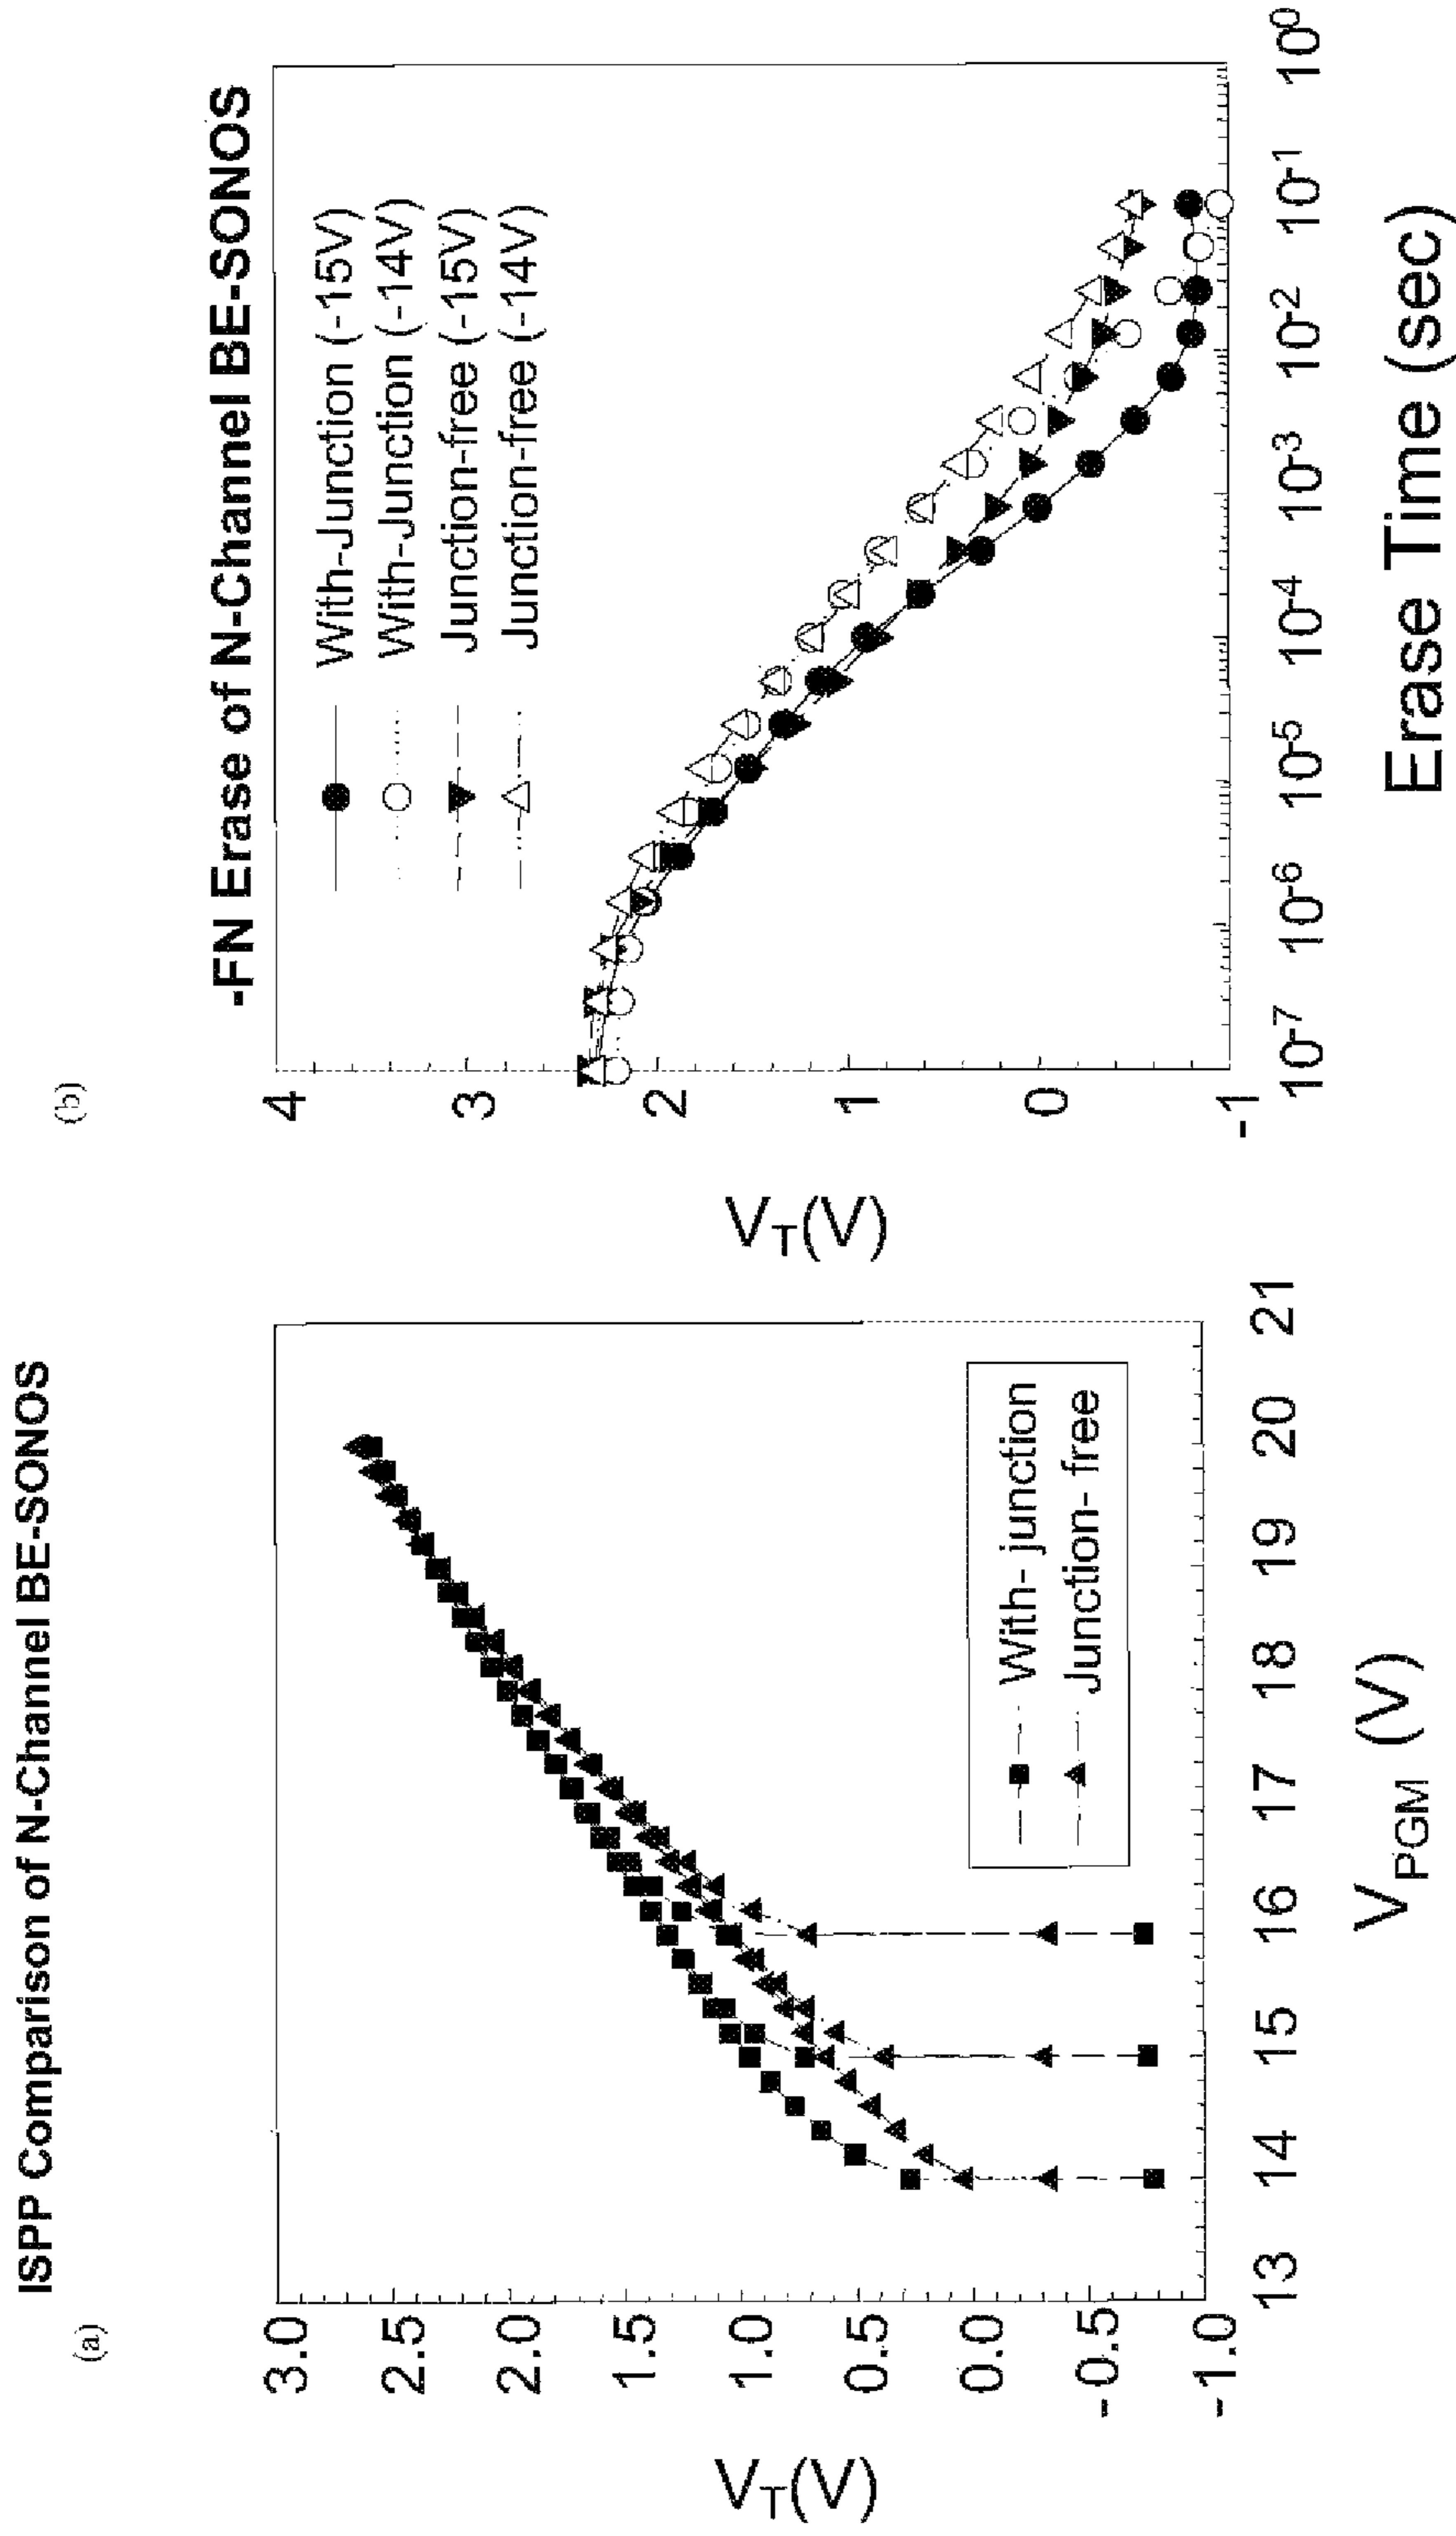 (a)
ISPP Comparison of N-Channel BE-SONOS
V_T(V)
3.0
2.5
2.0
1.5
1.0
0.5
0.0
-0.5
-1.0
With- junction
Junction- free
13 14 15 16 17 18 19 20 21
V_PGM (V)
(b)
-FN Erase of N-Channel BE-SONOS
V_T(V)
4
3
2
1
0
-1
With-Junction (-15V)
With-Junction (-14V)
Junction-free (-15V)
Junction-free (-14V)
10^-7 10^-6 10^-5 10^-4 10^-3 10^-2 10^-1 10^0
Erase Time (sec)